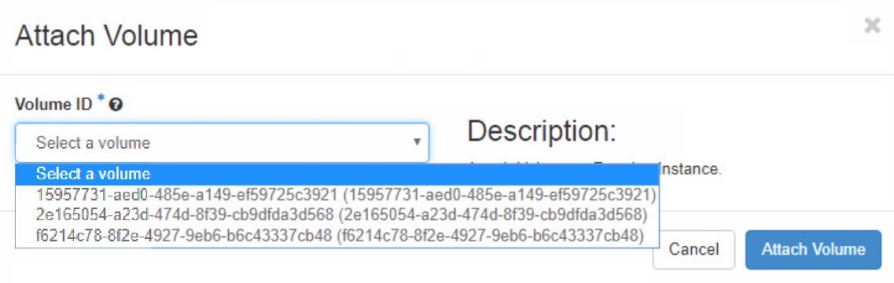 Attach Volume
×
Volume ID *
Select a volume
Description:
Select a volume
instance.
15957731-aed0-485e-a149-ef59725c3921 (15957731-aed0-485e-a149-ef59725c3921)
2e165054-a23d-474d-8f39-cb9dfda3d568 (2e165054-a23d-474d-8f39-cb9dfda3d568)
f6214c78-8f2e-4927-9eb6-b6c43337cb48 (f6214c78-8f2e-4927-9eb6-b6c43337cb48)
Cancel
Attach Volume